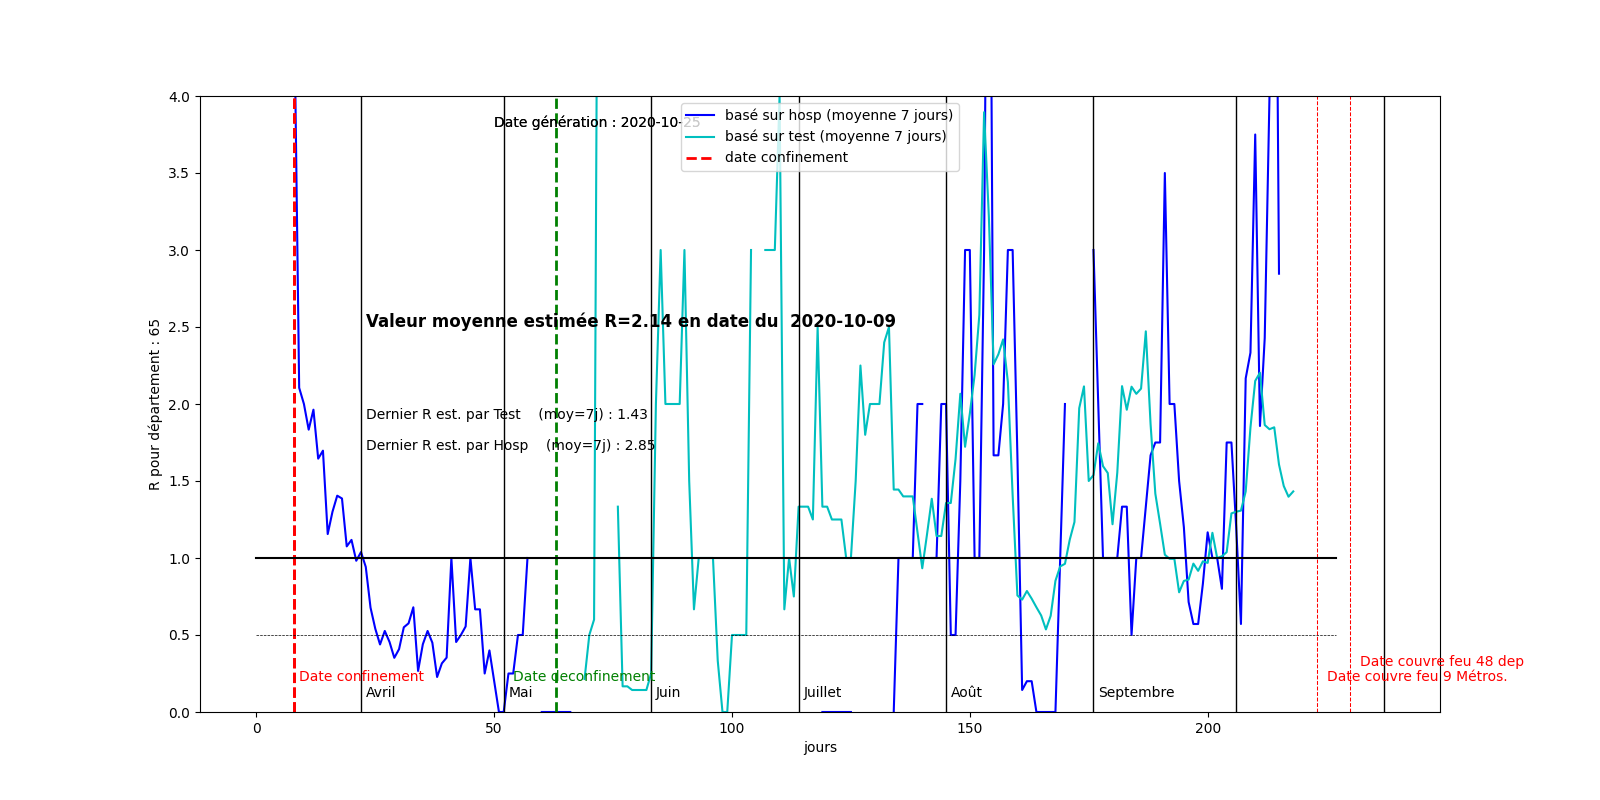 Date génération : 2020-10-25
basé sur hosp (moyenne 7 jours)
basé sur test (moyenne 7 jours)
date confinement
4.0
3.5
3.0
2.5
2.0
1.5
1.0
0.5
0.0
R pour département : 65
Valeur moyenne estimée R=2.14 en date du  2020-10-09
Dernier R est. par Test    (moy=7j) : 1.43
Dernier R est. par Hosp    (moy=7j) : 2.85
Date couvre feu 48 dep
Date confinement
Date deconfinement
Date couvre feu 9 Métros.
Avril
Mai
Juin
Juillet
Août
Septembre
0
50
100
150
200
jours